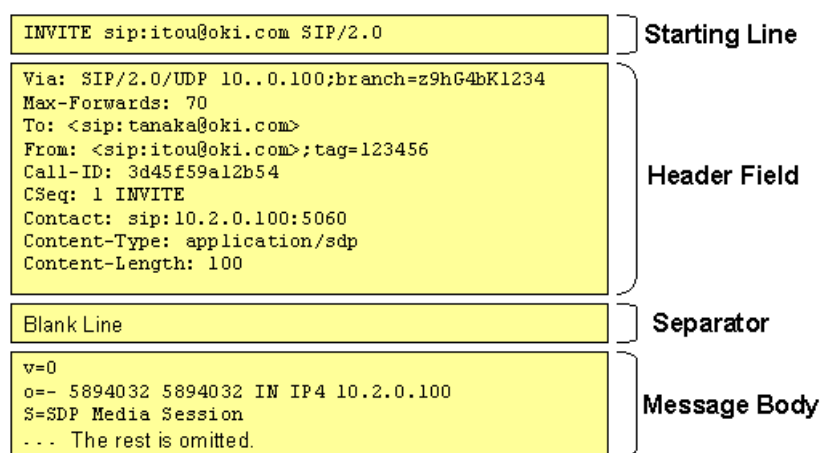 INVITE sip:itou@oki.com SIP/2.0
Starting Line
Via: SIP/2.0/UDP 10..0.100;branch=z9hG4bK1234
Max-Forwards: 70
To: <sip:tanaka@oki.com>
From: <sip:itou@oki.com>;tag=123456
Call-ID: 3d45f59a12b54
CSeq: 1 INVITE
Contact: sip:10.2.0.100:5060
Content-Type: application/sdp
Content-Length: 100
Header Field
Blank Line
Separator
v=0
o=- 5894032 5894032 IN IP4 10.2.0.100
S=SDP Media Session
--- The rest is omitted.
Message Body